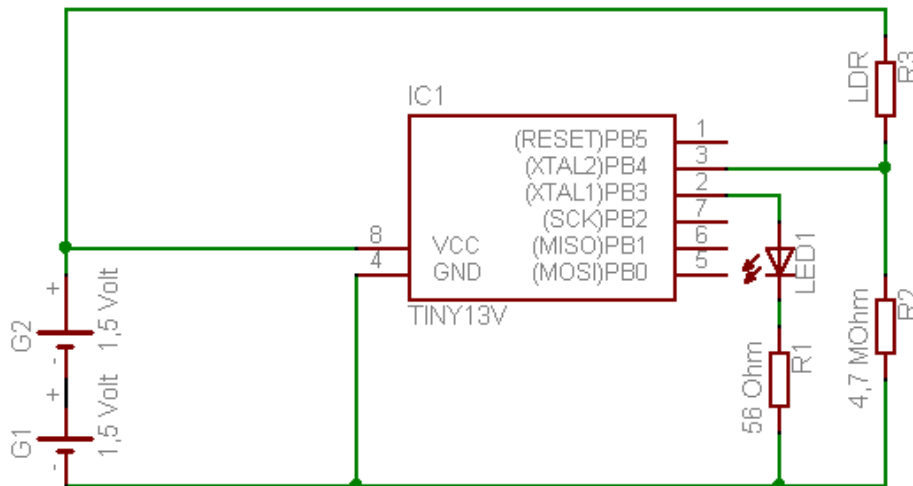 IC1
(RESET)PB5
1
(XTAL2)PB4
3
(XTAL1)PB3
2
(SCK)PB2
7
(MISO)PB1
6
(MOSI)PB0
5
8
VCC
4
GND
TINY13V
LDR
R3
LED1
R2
4,7 MOhm
R1
56 Ohm
+
G2
1,5 Volt
-
+
G1
1,5 Volt
-